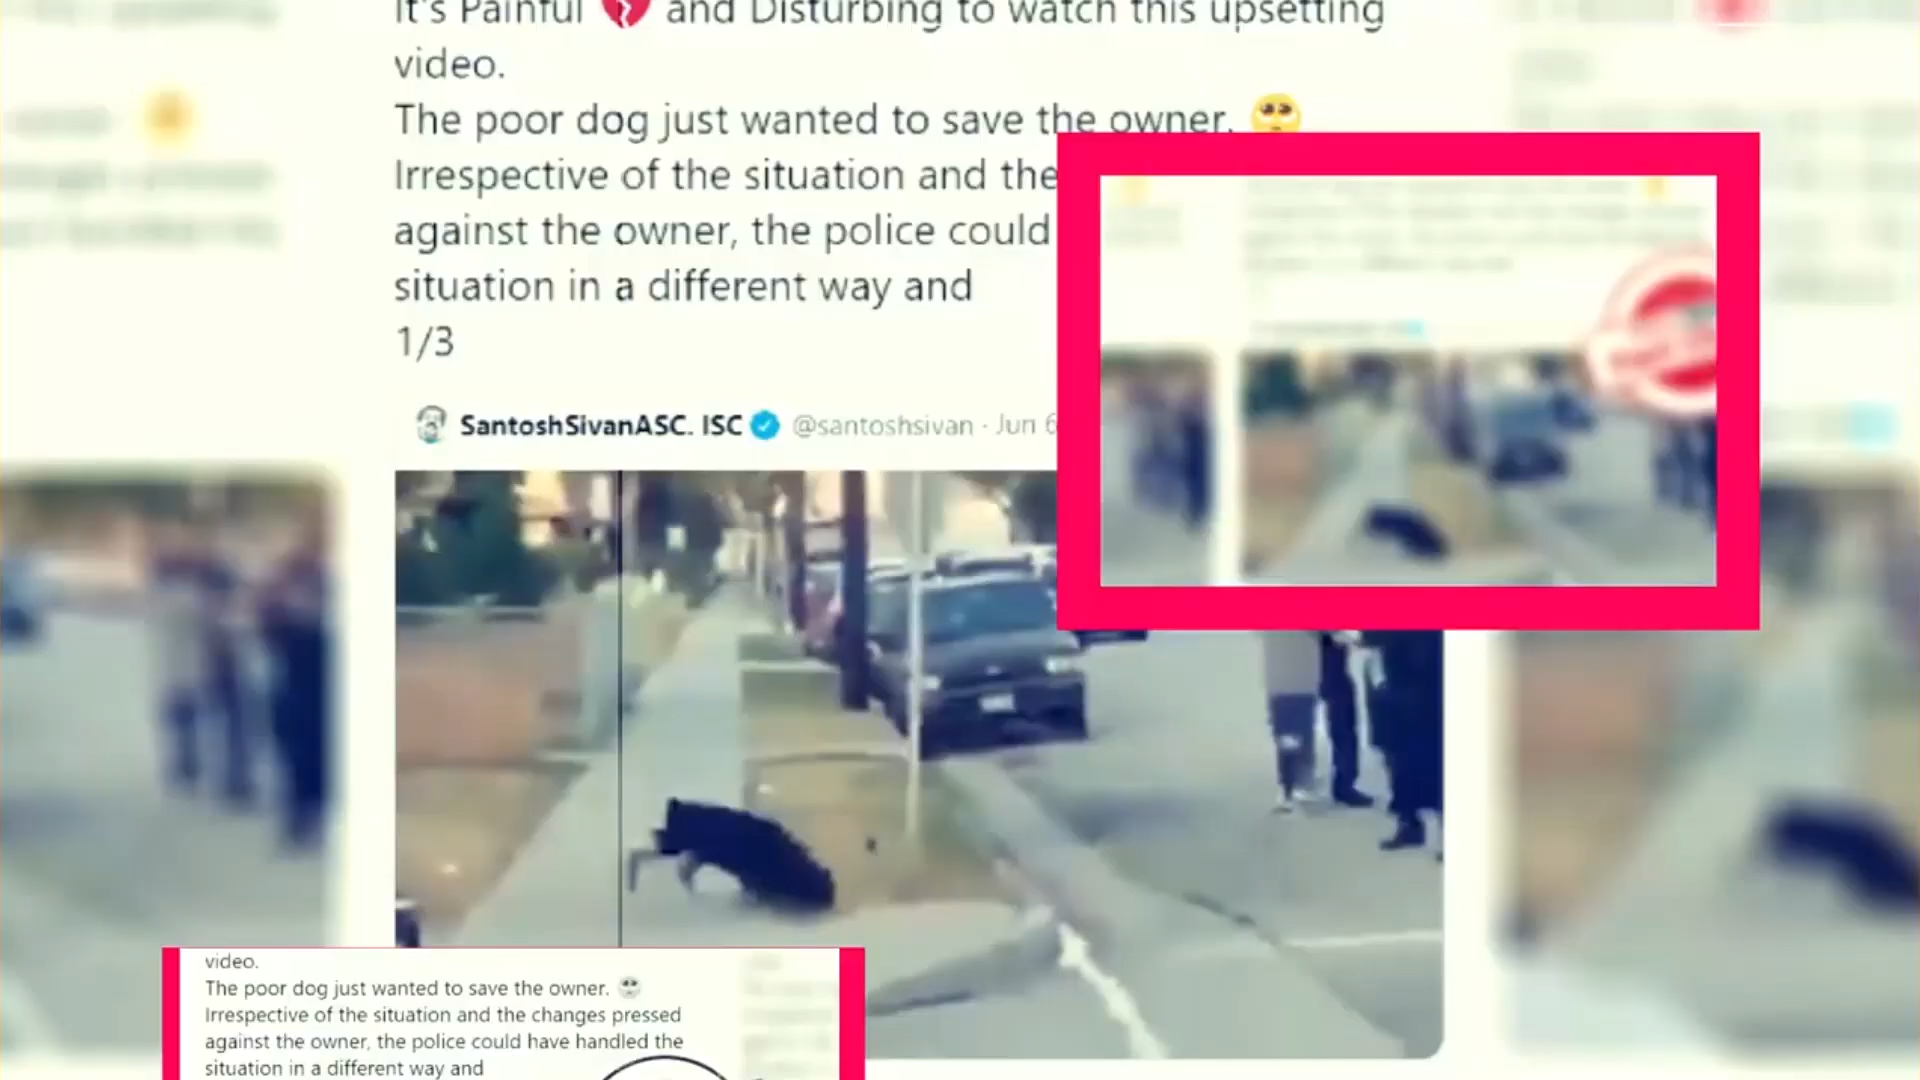 It's Painful 💔 and Disturbing to watch this upsetting
video.
The poor dog just wanted to save the owner. 🥺
Irrespective of the situation and the
against the owner, the police could
situation in a different way and
1/3
SantoshSivanASC. ISC @santoshsivan · Jun 6
video.
The poor dog just wanted to save the owner. 🥺
Irrespective of the situation and the changes pressed
against the owner, the police could have handled the
situation in a different way and